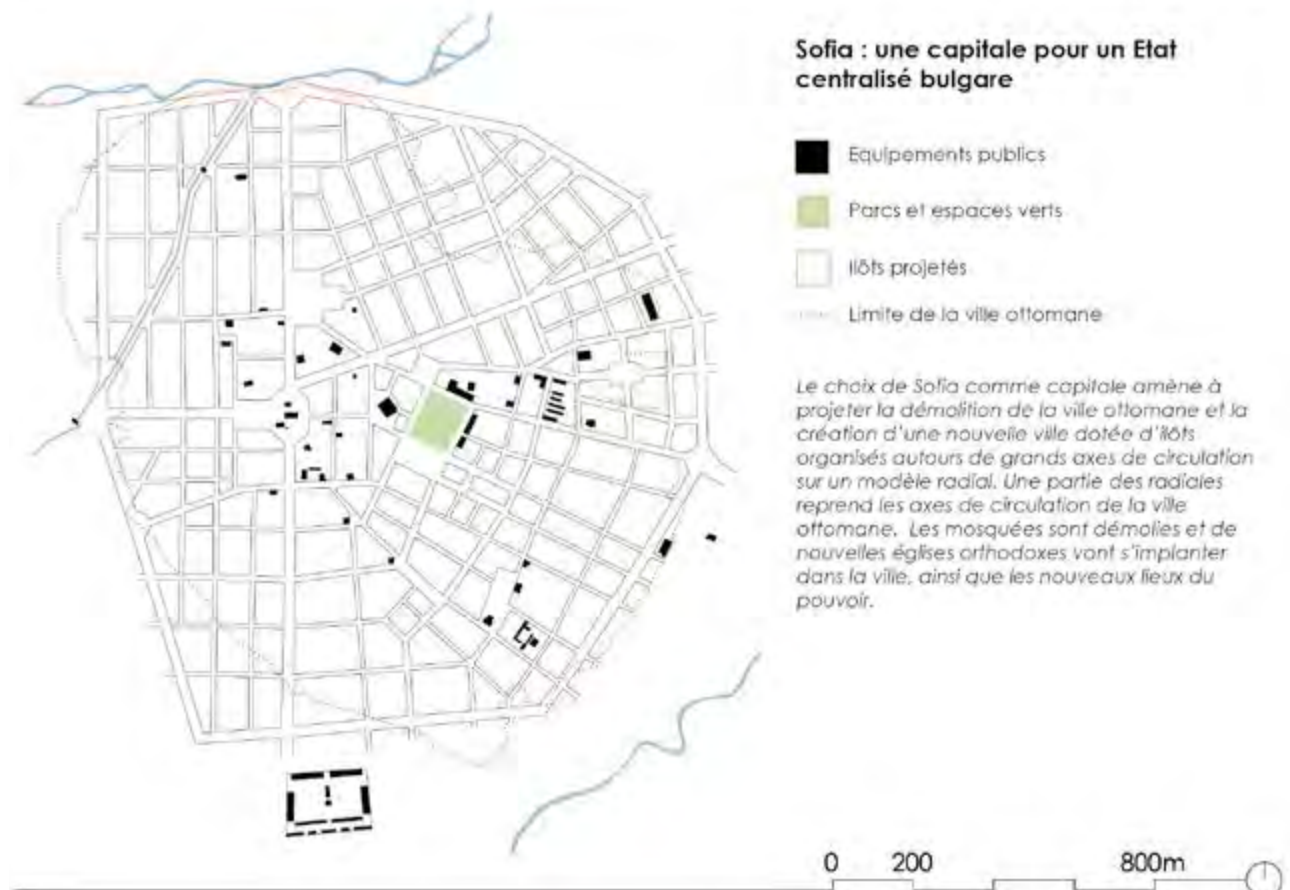 Sofia : une capitale pour un Etat
centralisé bulgare
Equipements publics
Parcs et espaces verts
Ilôts projetés
Limite de la ville ottomane
Le choix de Sofia comme capitale amène à
projeter la démolition de la ville ottomane et la
création d'une nouvelle ville dotée d'ilôts
organisés autours de grands axes de circulation
sur un modèle radial. Une partie des radiales
reprend les axes de circulation de la ville
ottomane. Les mosquées sont démolies et de
nouvelles églises orthodoxes vont s'implanter
dans la ville, ainsi que les nouveaux lieux du
pouvoir.
0 200 800m